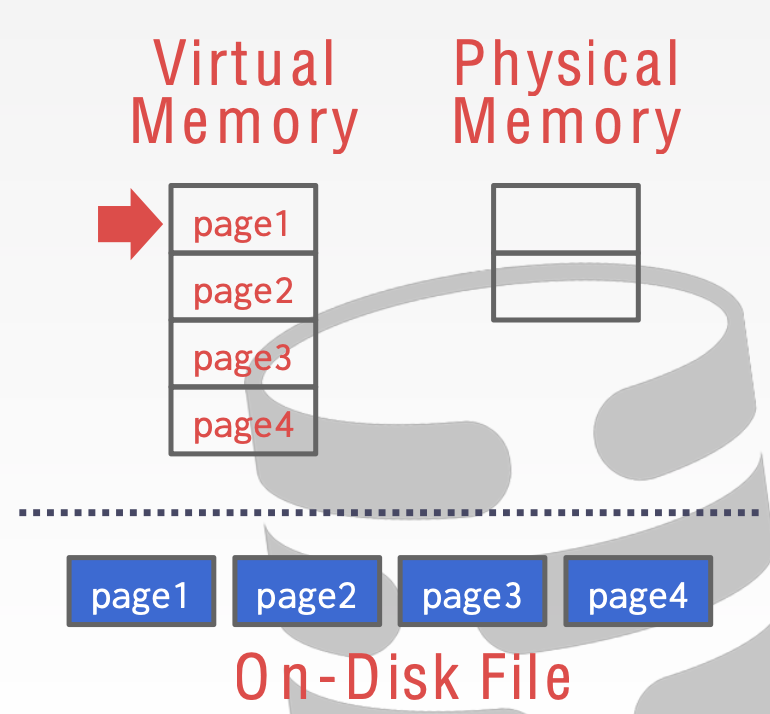 Virtual
Memory
Physical
Memory
page1
page2
page3
page4
page1 page2 page3 page4
On-Disk File